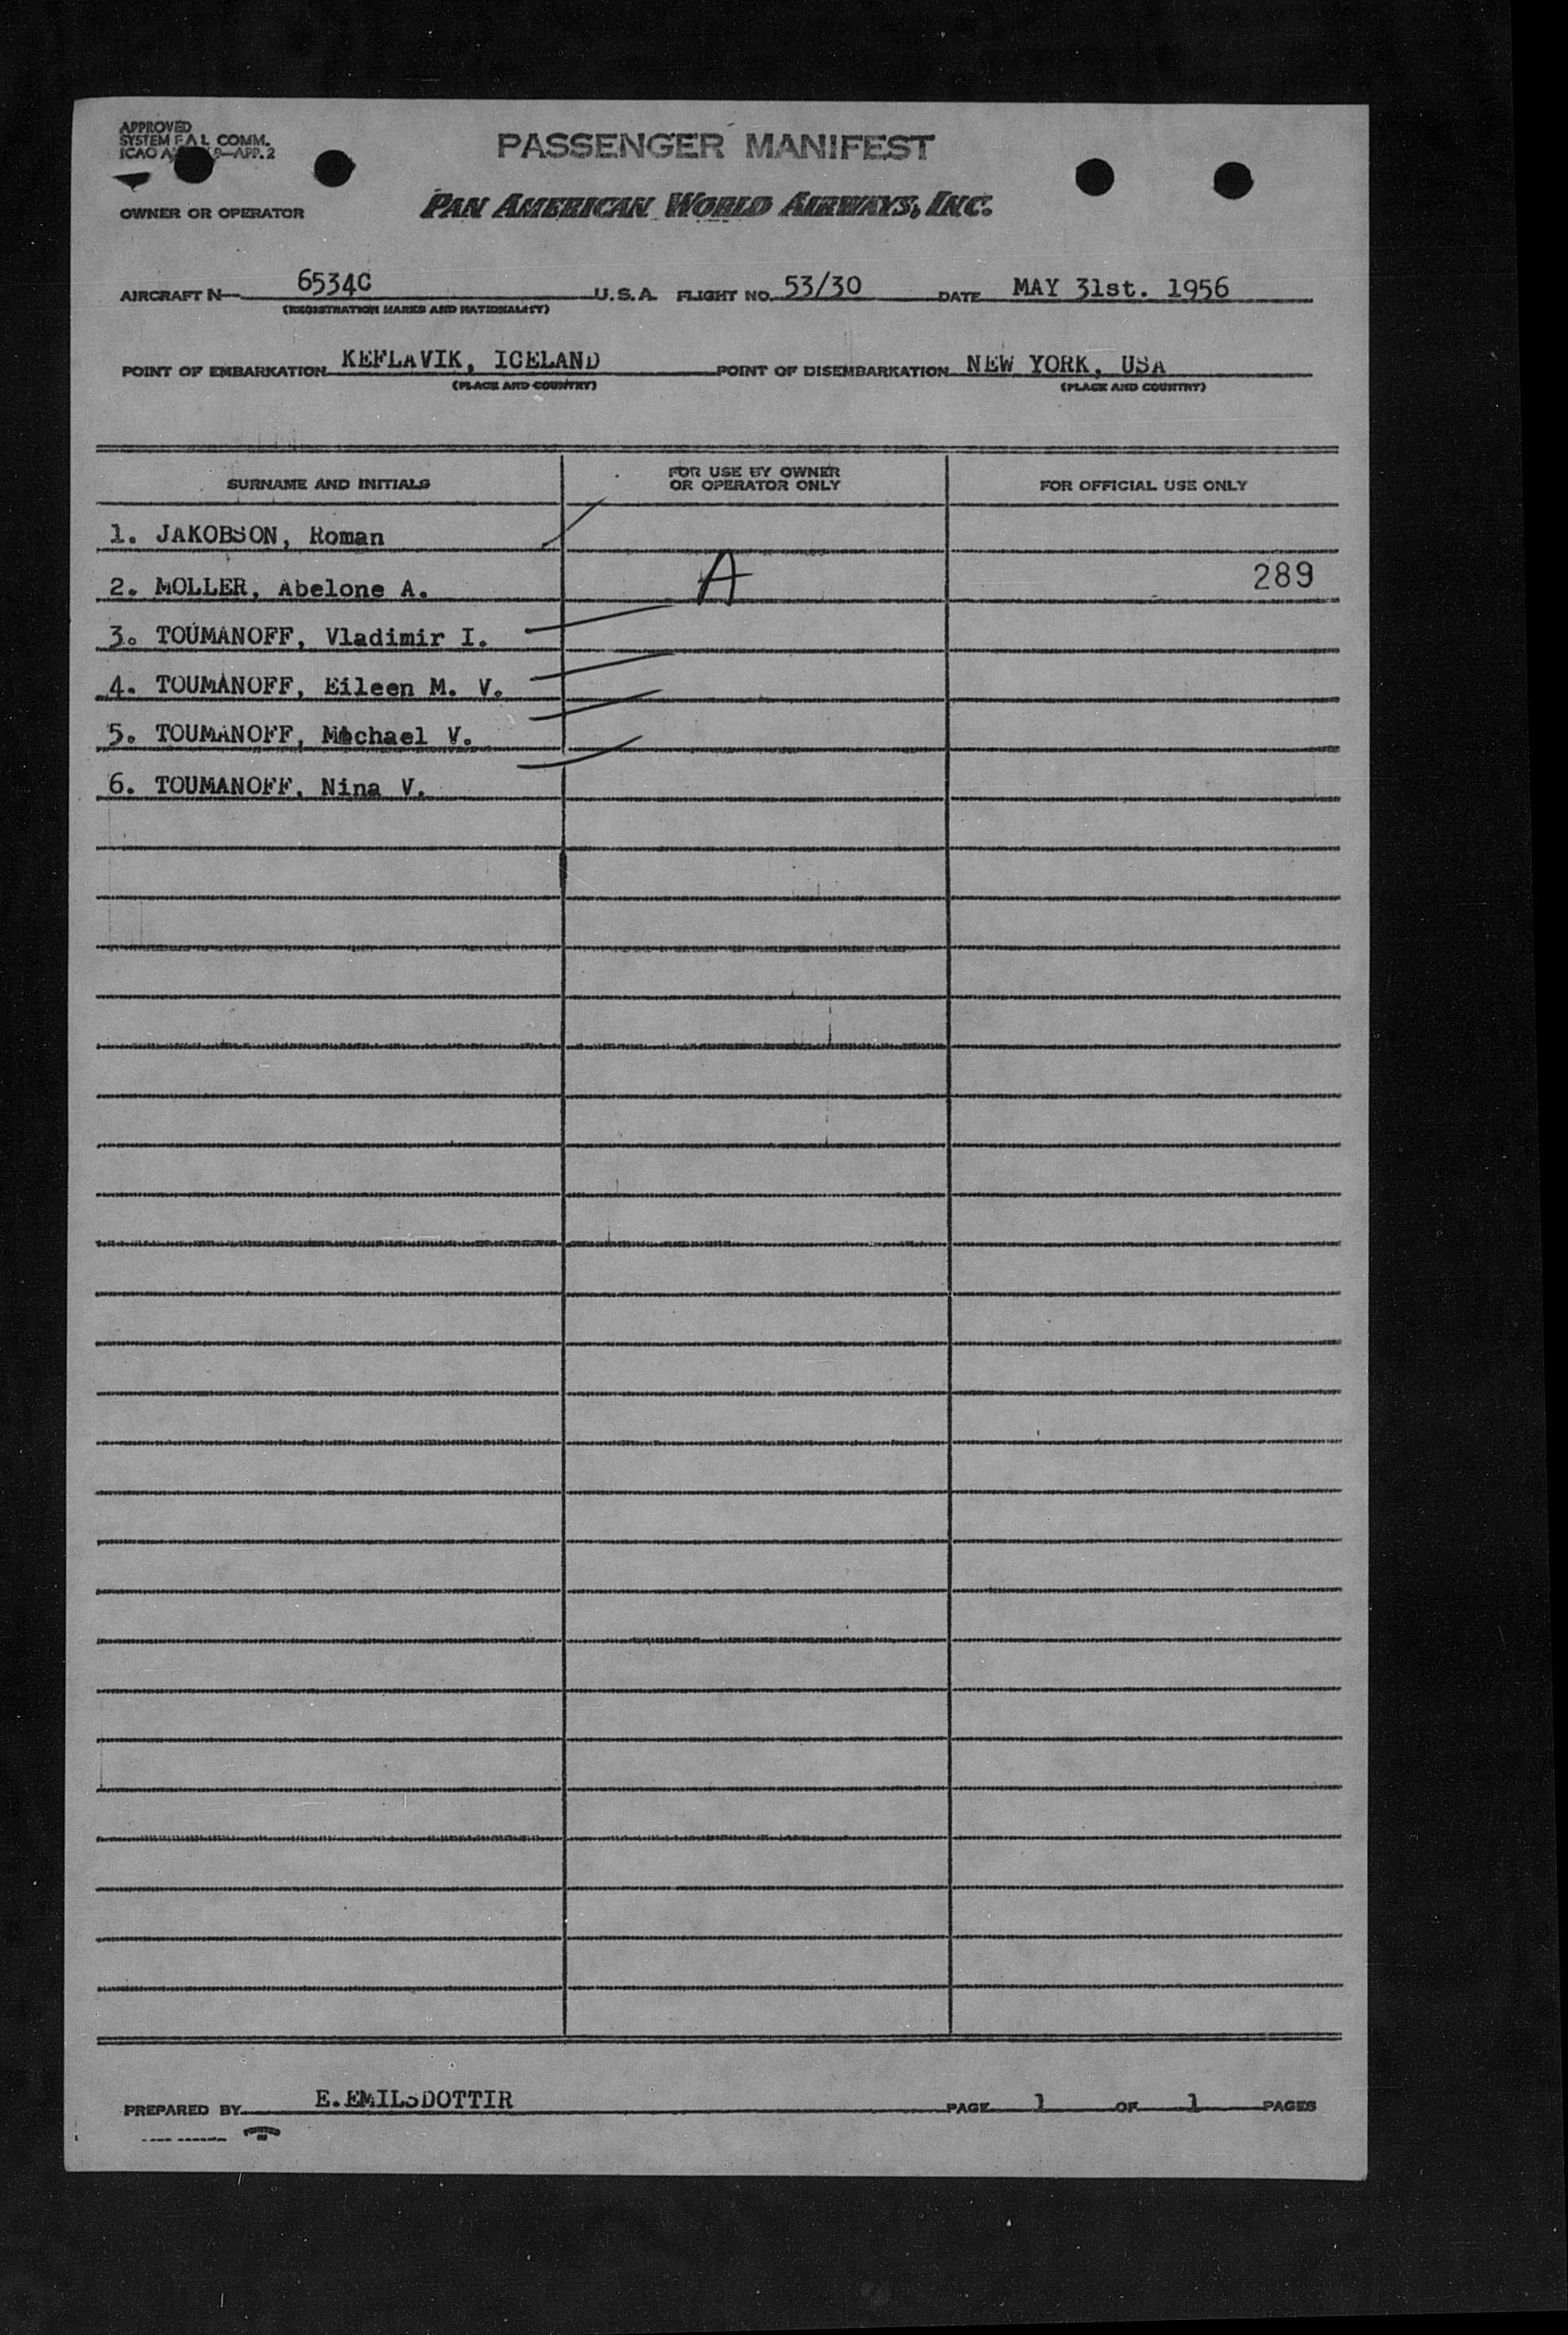 APPROVED
SYSTEM F.A.L. COMM.
ICAO 9—APP. 2
PASSENGER MANIFEST
OWNER OR OPERATOR PAN AMERICAN WORLD AIRWAYS, INC.
AIRCRAFT N— 6534C U.S.A. FLIGHT NO. 53/30 DATE MAY 31st. 1956
(REGISTRATION MARKS AND NATIONALITY)
POINT OF EMBARKATION KEFLAVIK, ICELAND POINT OF DISEMBARKATION NEW YORK, USA
(PLACE AND COUNTRY) (PLACE AND COUNTRY)
SURNAME AND INITIALS FOR USE BY OWNER OR OPERATOR ONLY FOR OFFICIAL USE ONLY
1. JAKOBSON, Roman
2. MOLLER, Abelone A. A 289
3. TOUMANOFF, Vladimir I.
4. TOUMANOFF, Eileen M. V.
5. TOUMANOFF, Michael V.
6. TOUMANOFF, Nina V.
PREPARED BY E.EMILSDOTTIR PAGE 1 OF 1 PAGES